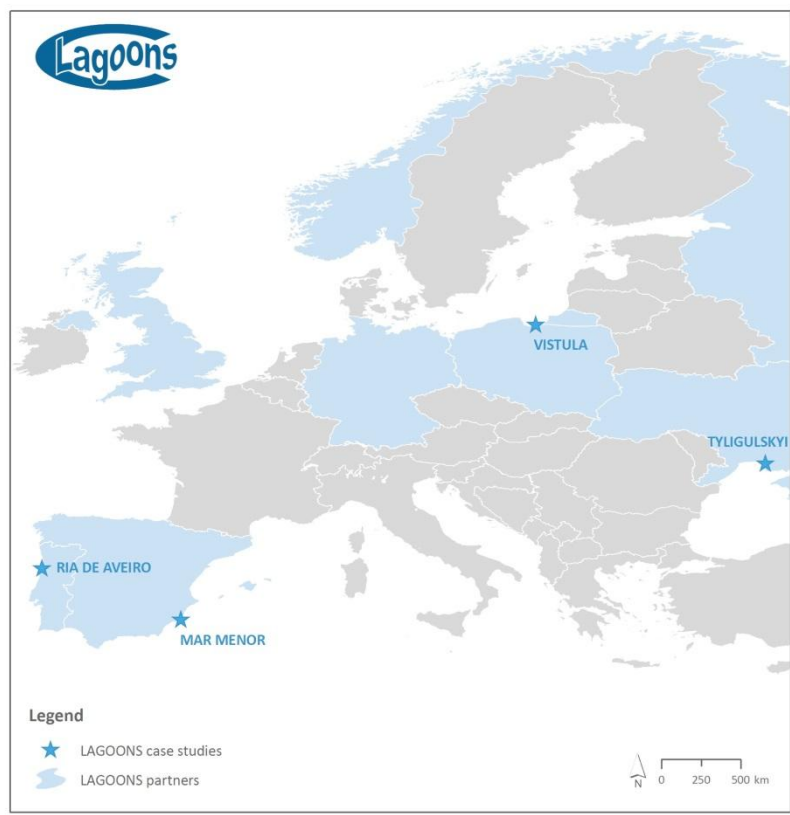 Lagoons
VISTULA
TYLIGULSKYI
RIA DE AVEIRO
MAR MENOR
Legend
LAGOONS case studies
LAGOONS partners
N
0 250 500 km